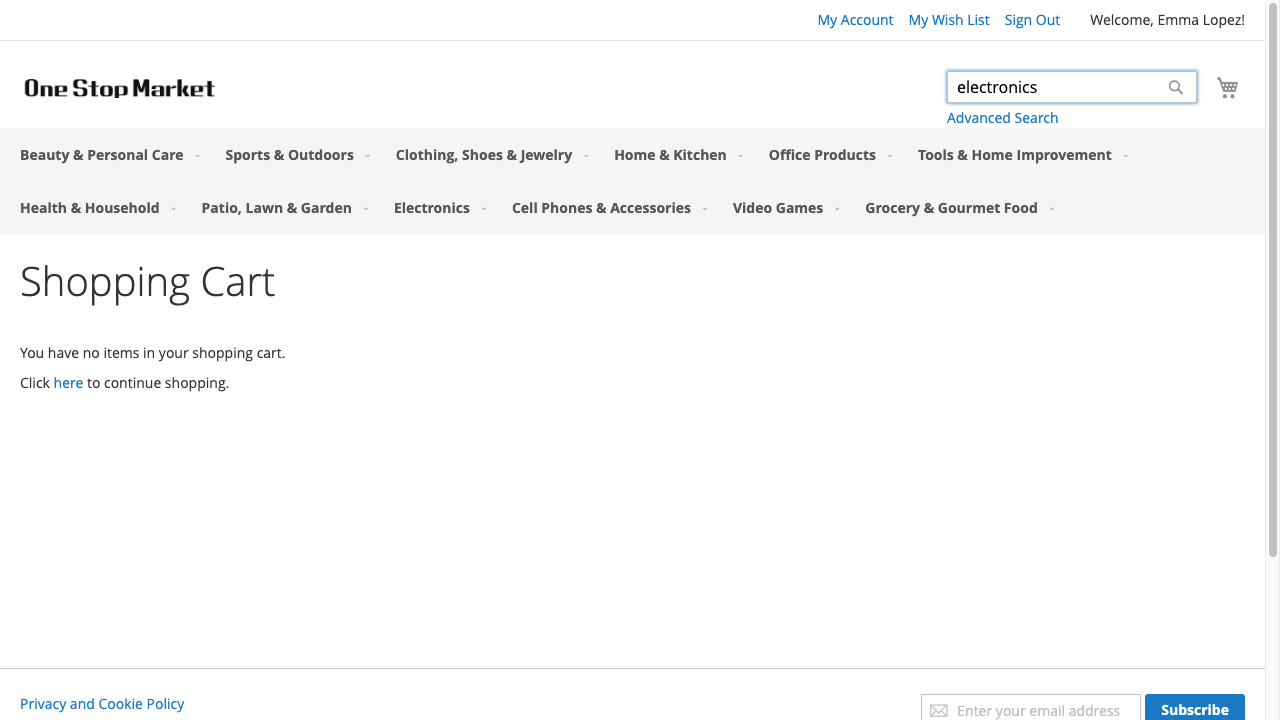 My Account My Wish List Sign Out Welcome, Emma Lopez!
One Stop Market
electronics
Advanced Search
Beauty & Personal Care Sports & Outdoors Clothing, Shoes & Jewelry Home & Kitchen Office Products Tools & Home Improvement
Health & Household Patio, Lawn & Garden Electronics Cell Phones & Accessories Video Games Grocery & Gourmet Food
Shopping Cart
You have no items in your shopping cart.
Click here to continue shopping.
Privacy and Cookie Policy
Enter your email address Subscribe